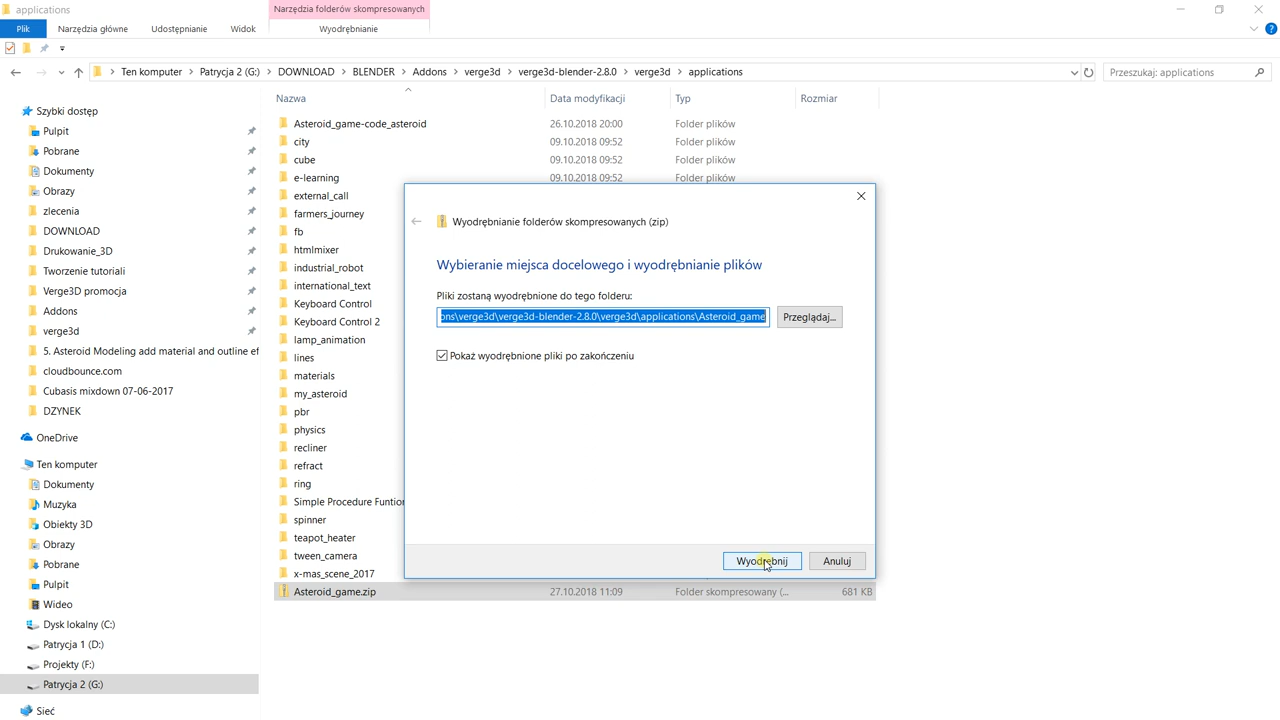 applications
Narzędzia folderów skompresowanych
Plik Narzędzia główne Udostępnianie Widok Wyodrębnianie
Ten komputer Patrycja 2 (G:) DOWNLOAD BLENDER Addons verge3d verge3d-blender-2.8.0 verge3d applications
Przeszukaj: applications
Szybki dostęp
Pulpit
Pobrane
Dokumenty
Obrazy
zlecenia
DOWNLOAD
Drukowanie_3D
Tworzenie tutoriali
Verge3D promocja
Addons
verge3d
5. Asteroid Modeling add material and outline ef
cloudbounce.com
Cubasis mixdown 07-06-2017
DZYNEK
OneDrive
Ten komputer
Dokumenty
Muzyka
Obiekty 3D
Obrazy
Pobrane
Pulpit
Wideo
Dysk lokalny (C:)
Patrycja 1 (D:)
Projekty (F:)
Patrycja 2 (G:)
Sieć
Nazwa Data modyfikacji Typ Rozmiar
Asteroid_game-code_asteroid 26.10.2018 20:00 Folder plików
city 09.10.2018 09:52 Folder plików
cube 09.10.2018 09:52 Folder plików
e-learning 09.10.2018 09:52 Folder plików
external_call
farmers_journey
fb
htmlmixer
industrial_robot
international_text
Keyboard Control
Keyboard Control 2
lamp_animation
lines
materials
my_asteroid
pbr
physics
recliner
refract
ring
Simple Procedure Funtion
spinner
teapot_heater
tween_camera
x-mas_scene_2017
Asteroid_game.zip 27.10.2018 11:09 Folder skompresowany (... 681 KB
Wyodrębnianie folderów skompresowanych (zip)
Wybieranie miejsca docelowego i wyodrębnianie plików
Pliki zostaną wyodrębnione do tego folderu:
ons\verge3d\verge3d-blender-2.8.0\verge3d\applications\Asteroid_game
Przeglądaj...
Pokaż wyodrębnione pliki po zakończeniu
Wyodrębnij Anuluj